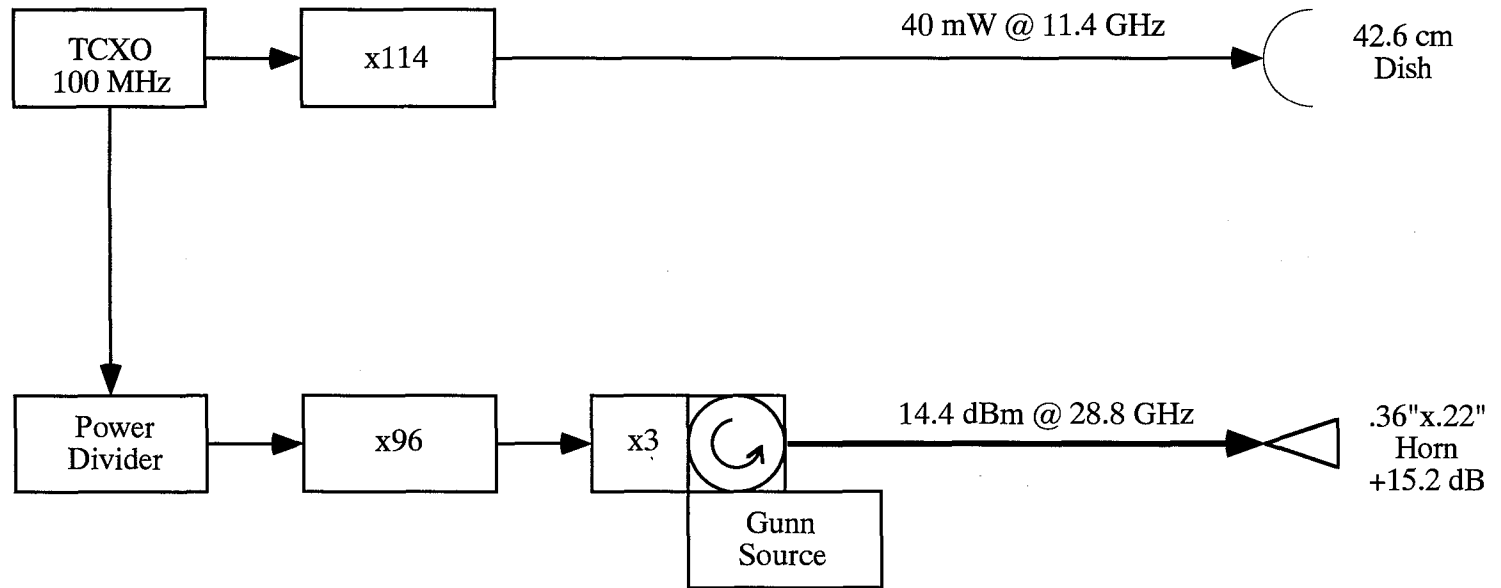 TCXO
100 MHz
x114
40 mW @ 11.4 GHz
42.6 cm
Dish
Power
Divider
x96
x3
14.4 dBm @ 28.8 GHz
.36"x.22"
Horn
+15.2 dB
Gunn
Source